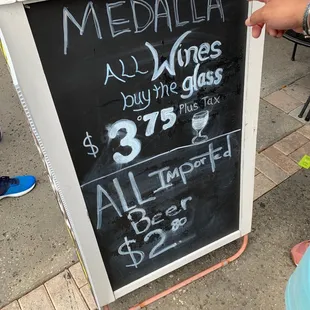 MEDALLA
ALL Wines
buy the glass
$3.75 Plus Tax
ALL Imported
Beer
$2.80